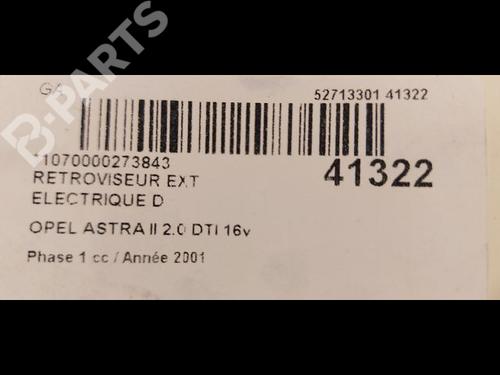 GA
52713301 41322
1070000273843
41322
RETROVISEUR EXT
ELECTRIQUE D
OPEL ASTRA II 2.0 DTI 16v
Phase 1 cc / Année 2001
B-PARTS